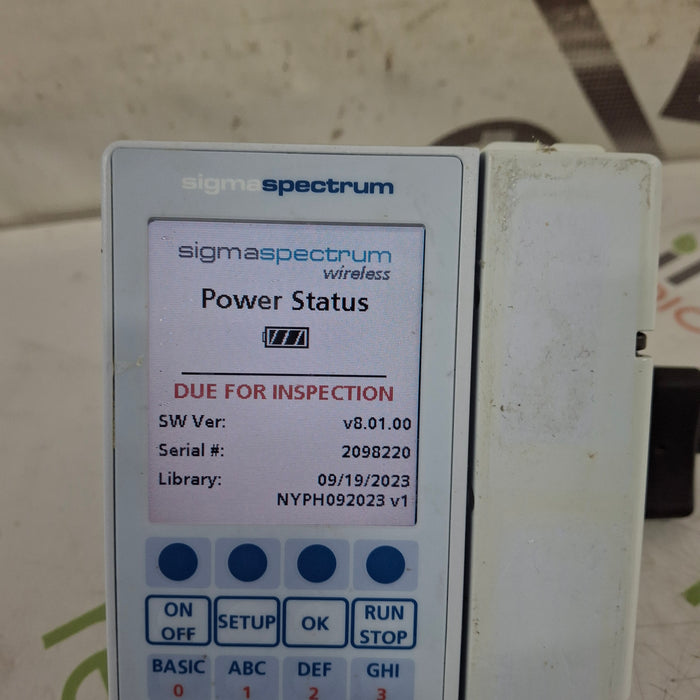 sigmaspectrum
sigmaspectrum
wireless
Power Status
DUE FOR INSPECTION
SW Ver: v8.01.00
Serial #: 2098220
Library: 09/19/2023
NYPH092023 v1
ON OFF
SETUP
OK
RUN STOP
BASIC ABC DEF GHI
0 1 2 3